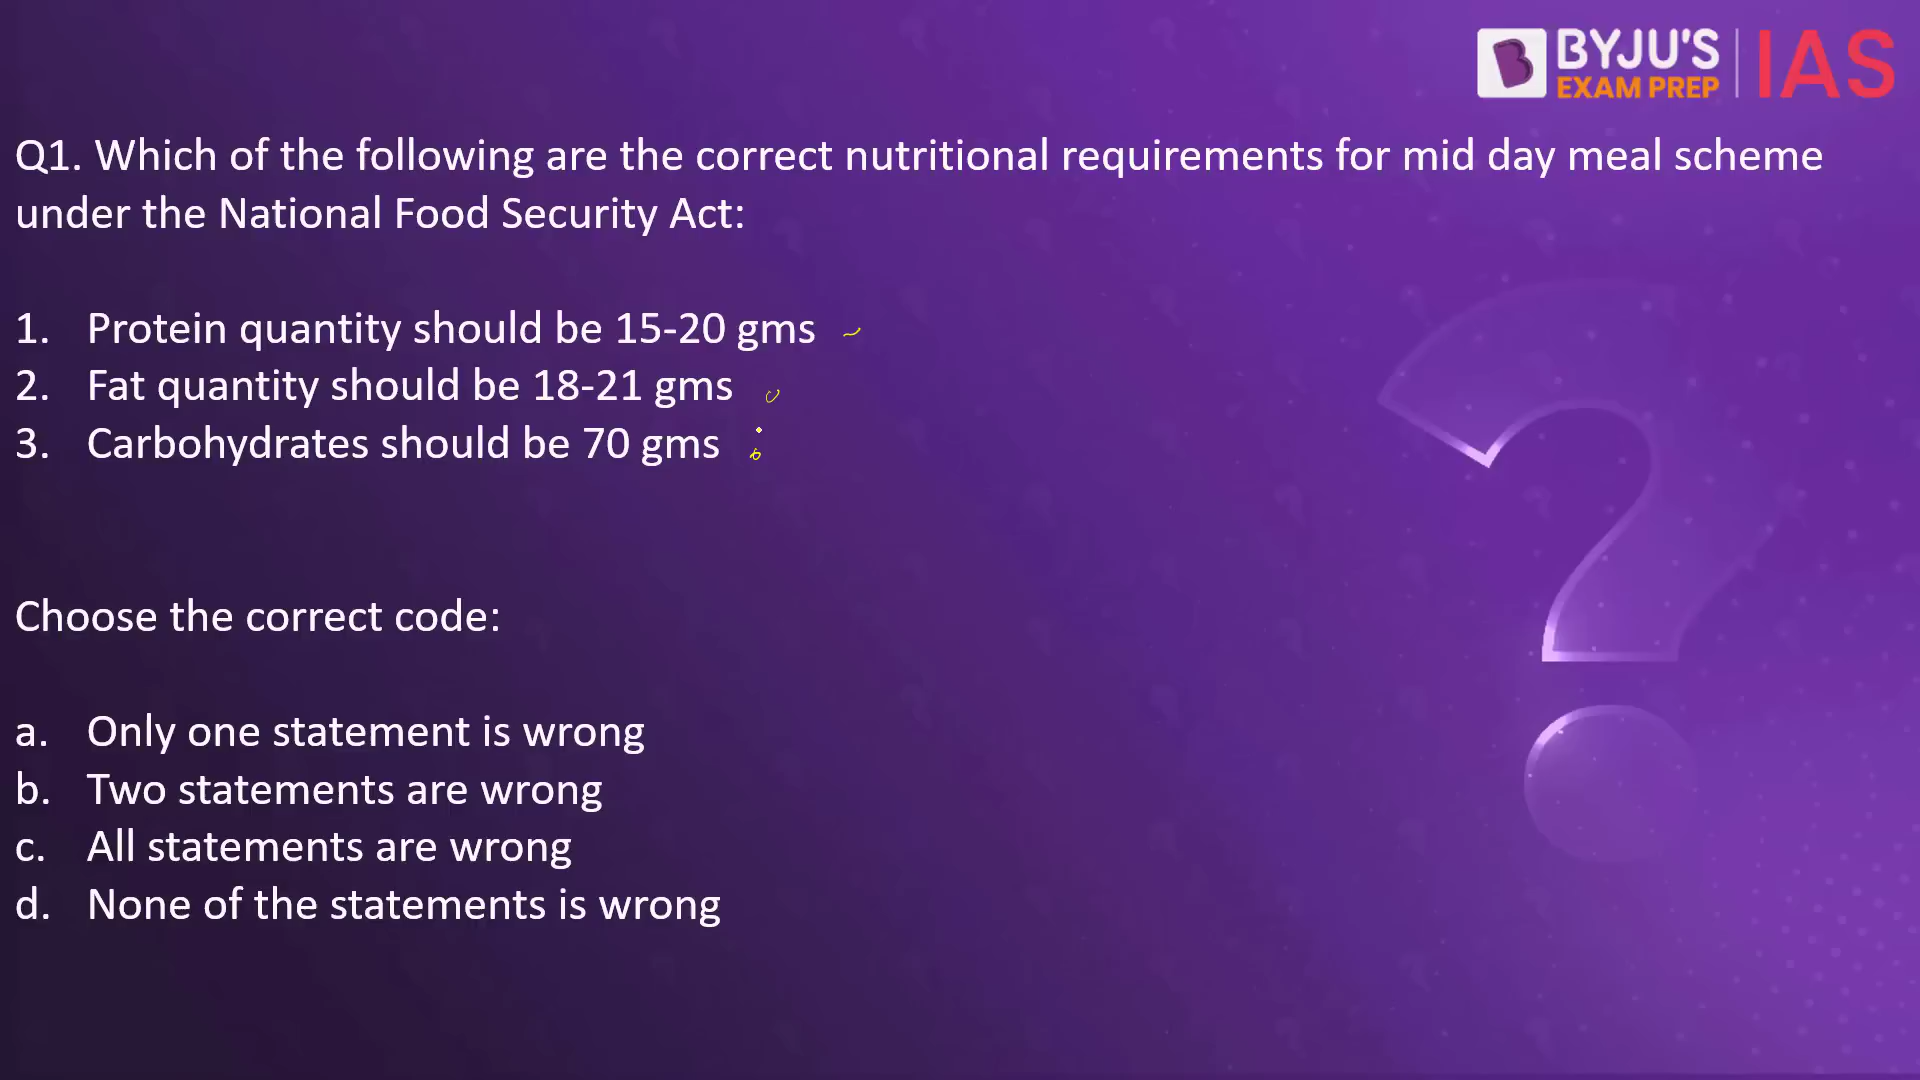 BYJU'S
EXAM PREP
IAS
Q1. Which of the following are the correct nutritional requirements for mid day meal scheme
under the National Food Security Act:
1. Protein quantity should be 15-20 gms
2. Fat quantity should be 18-21 gms
3. Carbohydrates should be 70 gms
Choose the correct code:
a. Only one statement is wrong
b. Two statements are wrong
c. All statements are wrong
d. None of the statements is wrong